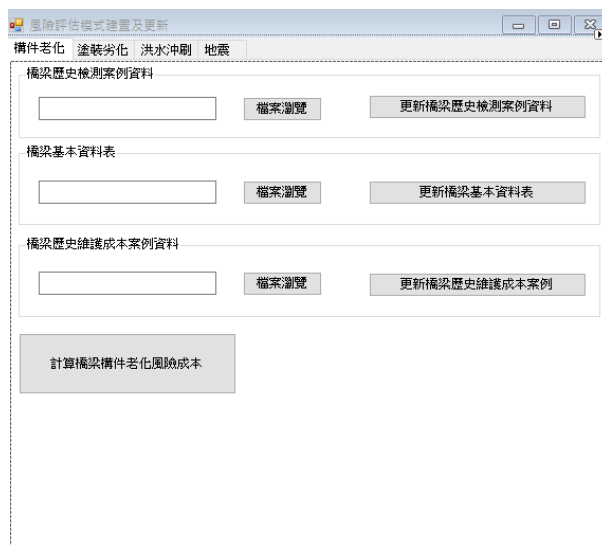 風險評估模式建置及更新
構件老化 塗裝劣化 洪水沖刷 地震
橋梁歷史檢測案例資料
檔案瀏覽 更新橋梁歷史檢測案例資料
橋梁基本資料表
檔案瀏覽 更新橋梁基本資料表
橋梁歷史維護成本案例資料
檔案瀏覽 更新橋梁歷史維護成本案例
計算橋梁構件老化風險成本